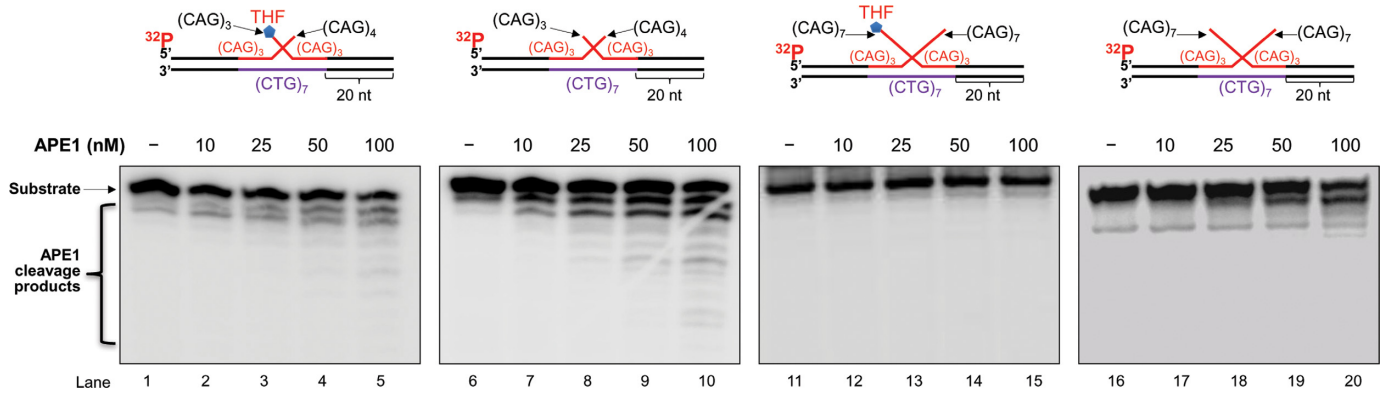 THF
(CAG)3 (CAG)4
32P
5’ (CAG)3 (CAG)3
3’
(CTG)7
20 nt
(CAG)3 (CAG)4
32P
5’ (CAG)3 (CAG)3
3’
(CTG)7
20 nt
THF
(CAG)7 (CAG)7
32P
5’ (CAG)3 (CAG)3
3’
(CTG)7
20 nt
(CAG)7 (CAG)7
32P
5’ (CAG)3 (CAG)3
3’
(CTG)7
20 nt
APE1 (nM) – 10 25 50 100 – 10 25 50 100 – 10 25 50 100 – 10 25 50 100
Substrate
APE1
cleavage
products
Lane 1 2 3 4 5 6 7 8 9 10 11 12 13 14 15 16 17 18 19 20